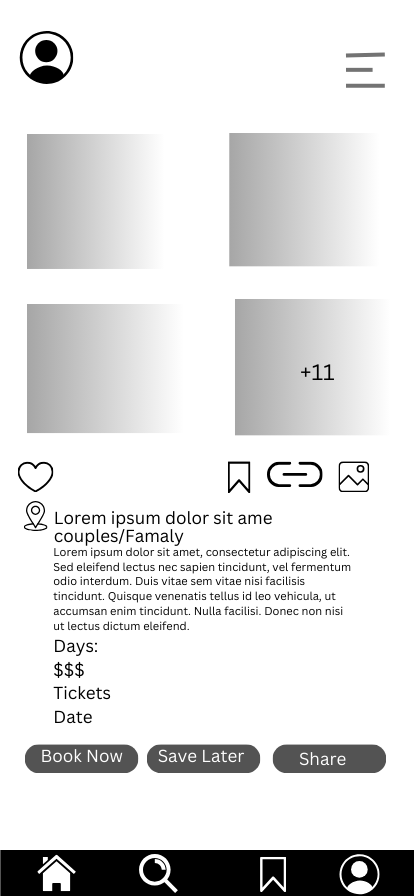 +11
Lorem ipsum dolor sit ame
couples/Famaly
Lorem ipsum dolor sit amet, consectetur adipiscing elit.
Sed eleifend lectus nec sapien tincidunt, vel fermentum
odio interdum. Duis vitae sem vitae nisi facilisis
tincidunt. Quisque venenatis tellus id leo vehicula, ut
accumsan enim tincidunt. Nulla facilisi. Donec non nisi
ut lectus dictum eleifend.
Days:
$$$
Tickets
Date
Book Now Save Later Share